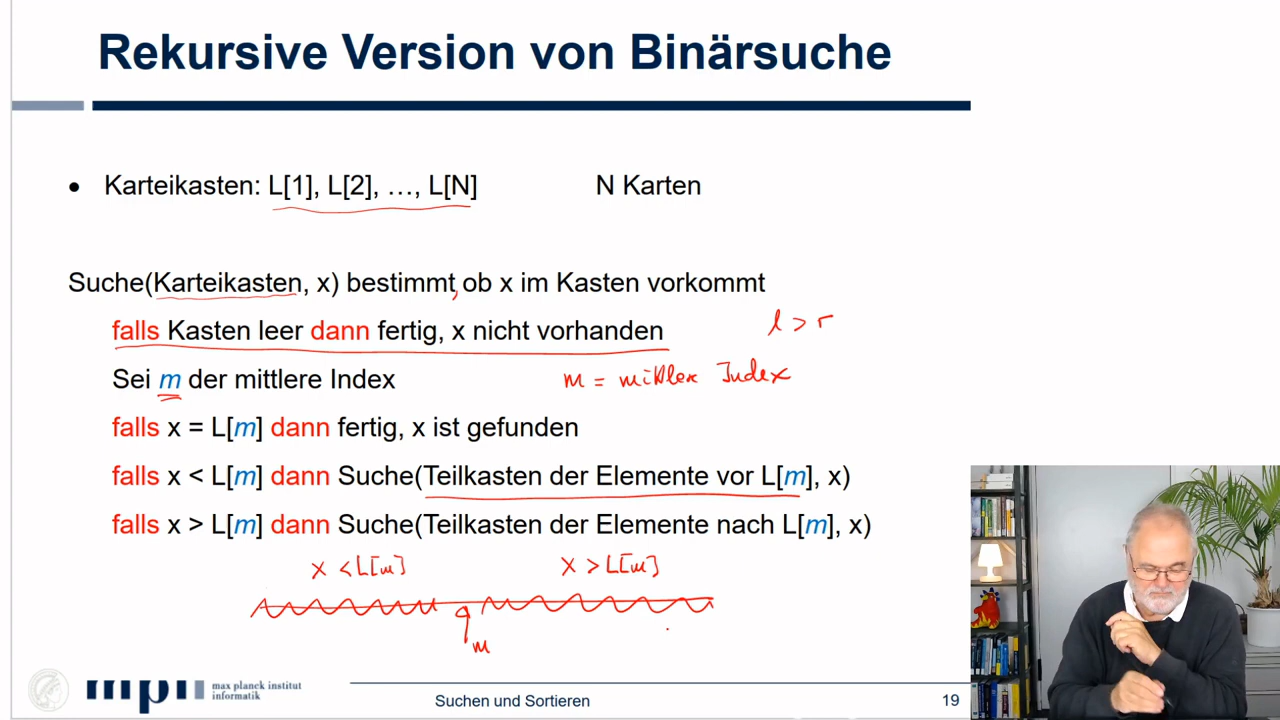 Rekursive Version von Binärsuche
• Karteikasten: L[1], L[2], …, L[N] N Karten
Suche(Karteikasten, x) bestimmt, ob x im Kasten vorkommt
falls Kasten leer dann fertig, x nicht vorhanden l > r
Sei m der mittlere Index m = mittlerer Index
falls x = L[m] dann fertig, x ist gefunden
falls x < L[m] dann Suche(Teilkasten der Elemente vor L[m], x)
falls x > L[m] dann Suche(Teilkasten der Elemente nach L[m], x)
x < L[m] x > L[m]
m
mpi max planck institut
informatik
Suchen und Sortieren 19